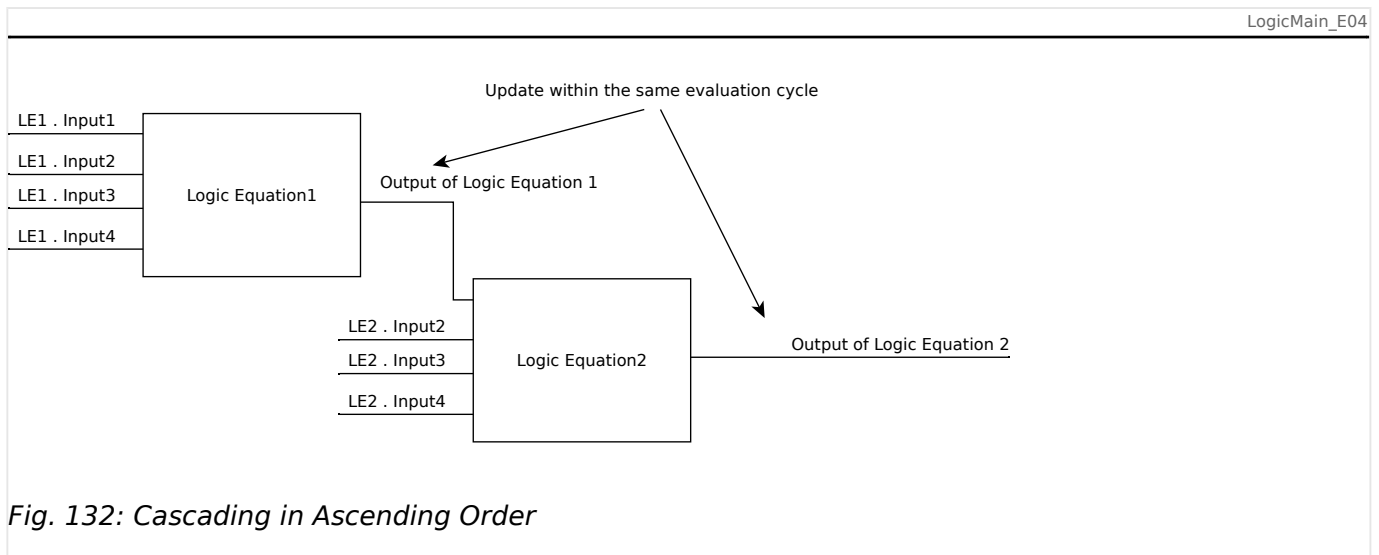 LogicMain_E04
Update within the same evaluation cycle
LE1 . Input1
LE1 . Input2
LE1 . Input3
LE1 . Input4
Logic Equation1
Output of Logic Equation 1
LE2 . Input2
LE2 . Input3
LE2 . Input4
Logic Equation2
Output of Logic Equation 2
Fig. 132: Cascading in Ascending Order